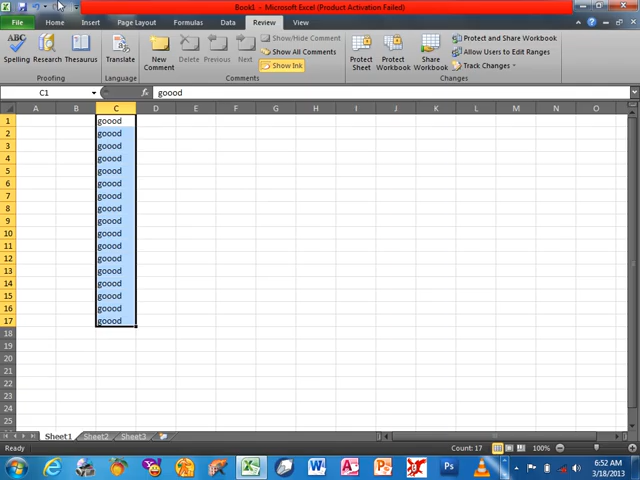 Book1 - Microsoft Excel (Product Activation Failed)
File Home Insert Page Layout Formulas Data Review View
Spelling Research Thesaurus
Proofing
Translate
Language
New Comment
Delete Previous Next
Show/Hide Comment
Show All Comments
Show Ink
Comments
Protect Sheet
Protect Workbook
Share Workbook
Protect and Share Workbook
Allow Users to Edit Ranges
Track Changes
Changes
C1 fx goood
A B C D E F G H I J K L M N O
1 goood
2 goood
3 goood
4 goood
5 goood
6 goood
7 goood
8 goood
9 goood
10 goood
11 goood
12 goood
13 goood
14 goood
15 goood
16 goood
17 goood
18
19
20
21
22
23
24
25
Sheet1 Sheet2 Sheet3
Ready Count: 17 100%
6:52 AM
3/18/2013